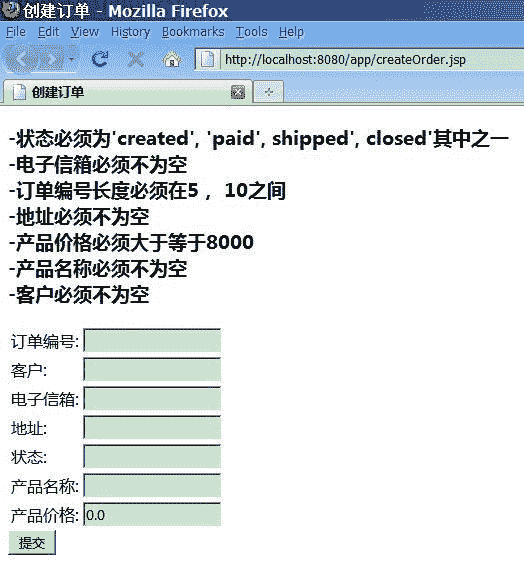 创建订单 - Mozilla Firefox
File Edit View History Bookmarks Tools Help
http://localhost:8080/app/createOrder.jsp
创建订单
-状态必须为'created', 'paid', shipped', closed'其中之一
-电子信箱必须不为空
-订单编号长度必须在5 ，10之间
-地址必须不为空
-产品价格必须大于等于8000
-产品名称必须不为空
-客户必须不为空
订单编号:
客户:
电子信箱:
地址:
状态:
产品名称:
产品价格: 0.0
提交